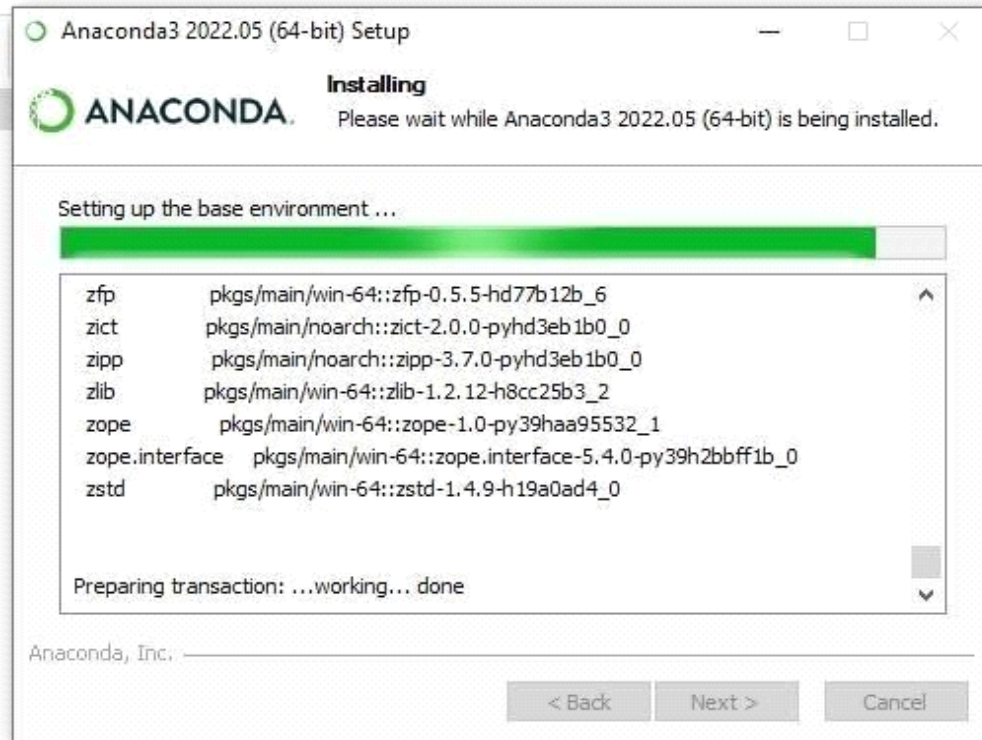 Anaconda3 2022.05 (64-bit) Setup
ANACONDA.
Installing
Please wait while Anaconda3 2022.05 (64-bit) is being installed.
Setting up the base environment ...
zfp pkgs/main/win-64::zfp-0.5.5-hd77b12b_6
zict pkgs/main/noarch::zict-2.0.0-pyhd3eb1b0_0
zipp pkgs/main/noarch::zipp-3.7.0-pyhd3eb1b0_0
zlib pkgs/main/win-64::zlib-1.2.12-h8cc25b3_2
zope pkgs/main/win-64::zope-1.0-py39haa95532_1
zope.interface pkgs/main/win-64::zope.interface-5.4.0-py39h2bbff1b_0
zstd pkgs/main/win-64::zstd-1.4.9-h19a0ad4_0
Preparing transaction: ...working... done
Anaconda, Inc.
< Back Next > Cancel